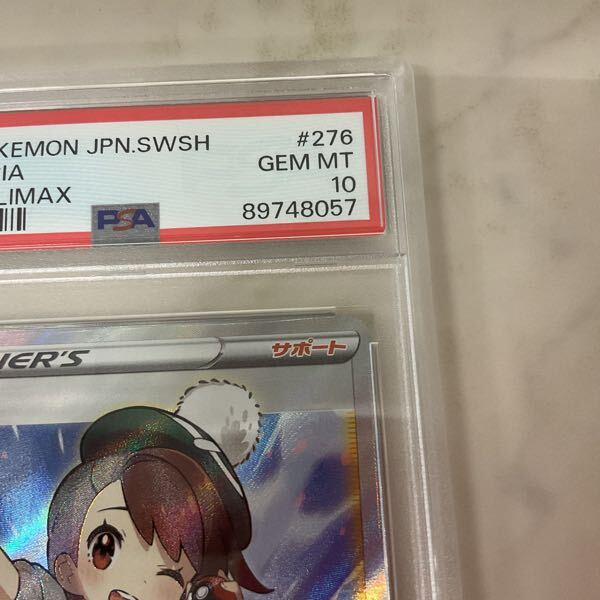 KEMON JPN.SWSH #276
IA GEM MT
LIMAX 10
PSA 89748057
NER'S サポート